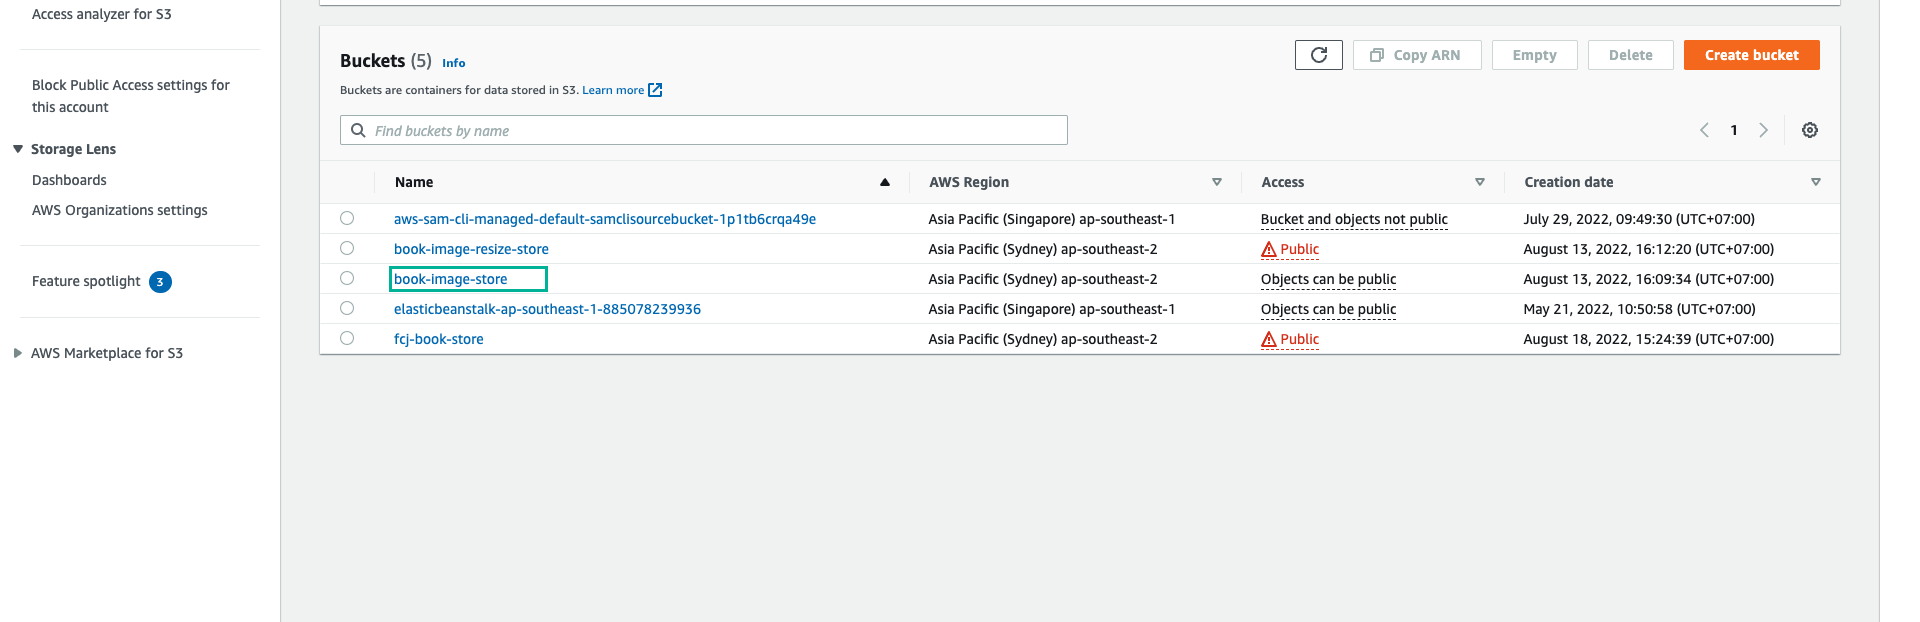 Access analyzer for S3
Block Public Access settings for
this account
Storage Lens
Dashboards
AWS Organizations settings
Feature spotlight 3
AWS Marketplace for S3
Buckets (5) Info
Buckets are containers for data stored in S3. Learn more
Copy ARN Empty Delete Create bucket
Find buckets by name
1
Name AWS Region Access Creation date
aws-sam-cli-managed-default-samclisourcebucket-1p1tb6crqa49e Asia Pacific (Singapore) ap-southeast-1 Bucket and objects not public July 29, 2022, 09:49:30 (UTC+07:00)
book-image-resize-store Asia Pacific (Sydney) ap-southeast-2 Public August 13, 2022, 16:12:20 (UTC+07:00)
book-image-store Asia Pacific (Sydney) ap-southeast-2 Objects can be public August 13, 2022, 16:09:34 (UTC+07:00)
elasticbeanstalk-ap-southeast-1-885078239936 Asia Pacific (Singapore) ap-southeast-1 Objects can be public May 21, 2022, 10:50:58 (UTC+07:00)
fcj-book-store Asia Pacific (Sydney) ap-southeast-2 Public August 18, 2022, 15:24:39 (UTC+07:00)